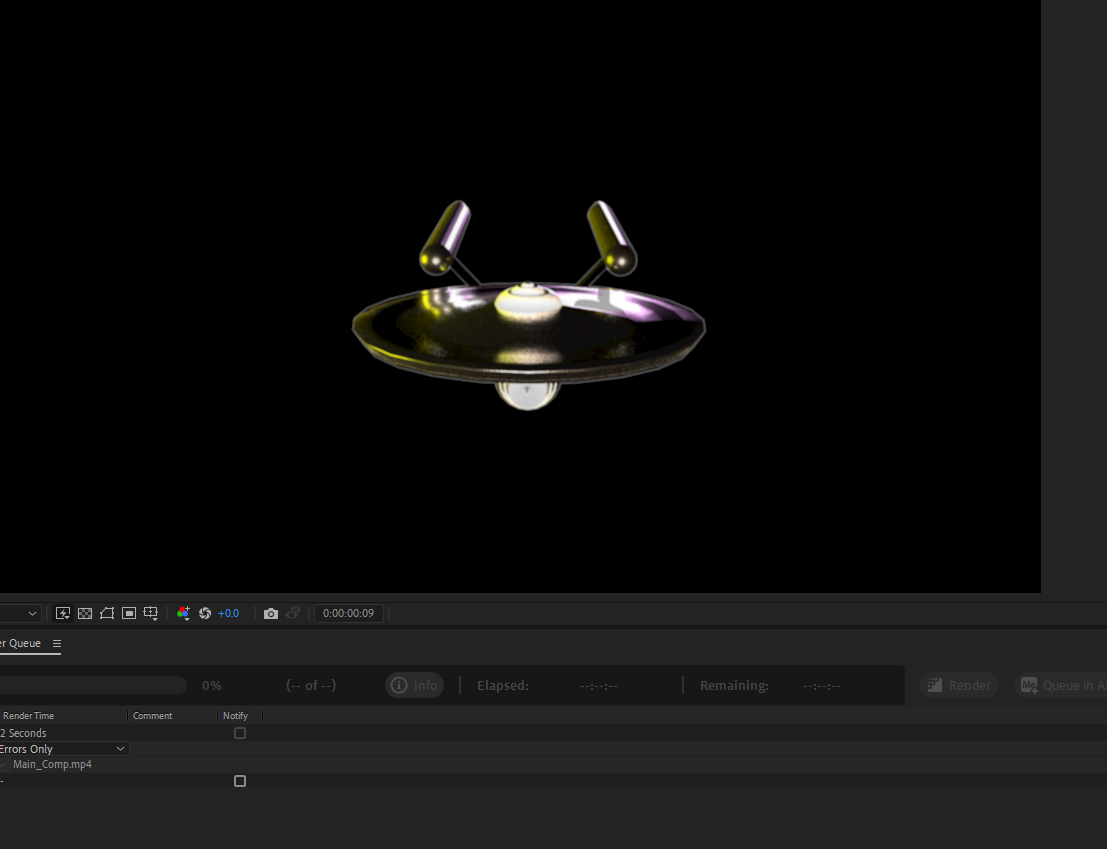 +0.0 0:00:00:09
er Queue
0% (-- of --) Info Elapsed: --:--:-- Remaining: --:--:-- Render Queue in A
Render Time Comment Notify
2 Seconds
Errors Only
Main_Comp.mp4
-